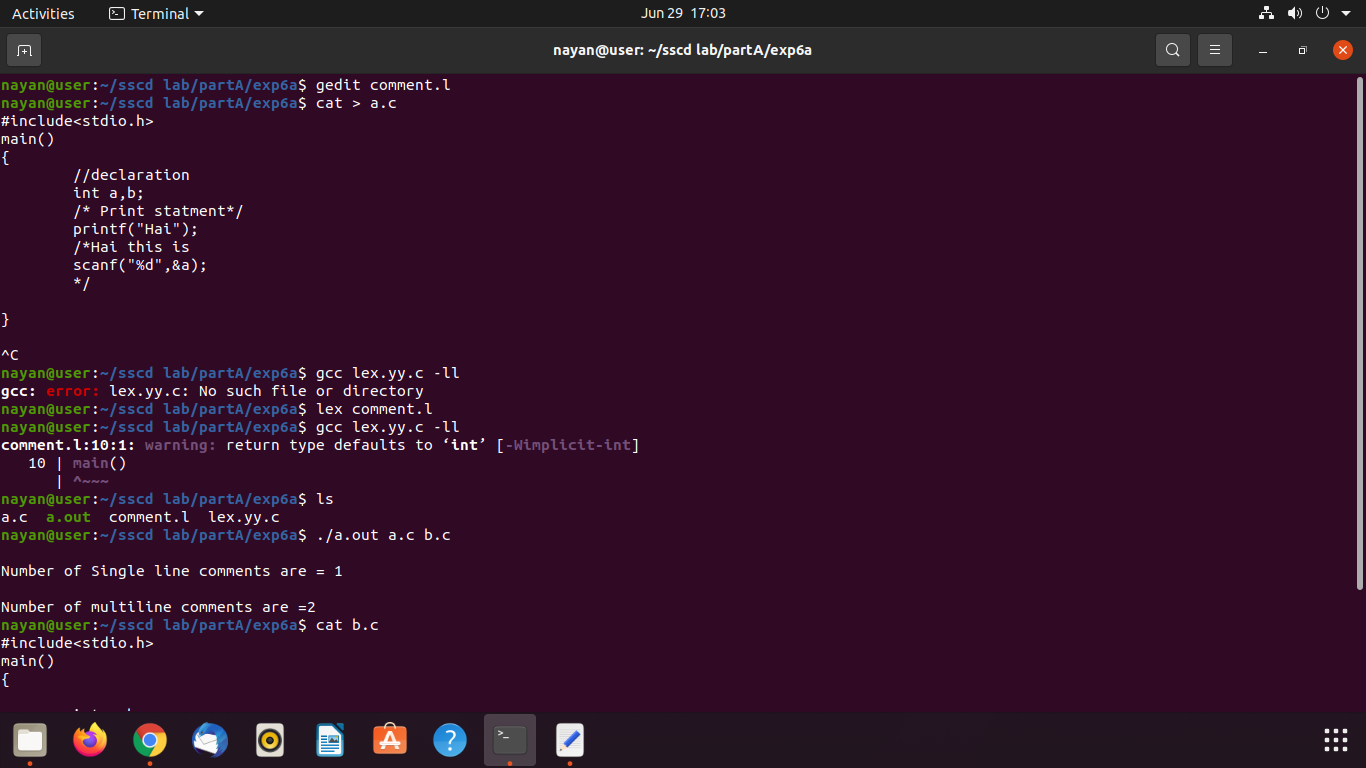 Activities Terminal Jun 29 17:03
nayan@user: ~/sscd lab/partA/exp6a
nayan@user:~/sscd lab/partA/exp6a$ gedit comment.l
nayan@user:~/sscd lab/partA/exp6a$ cat > a.c
#include<stdio.h>
main()
{
        //declaration
        int a,b;
        /* Print statment*/
        printf("Hai");
        /*Hai this is
        scanf("%d",&a);
        */
}
^C
nayan@user:~/sscd lab/partA/exp6a$ gcc lex.yy.c -ll
gcc: error: lex.yy.c: No such file or directory
nayan@user:~/sscd lab/partA/exp6a$ lex comment.l
nayan@user:~/sscd lab/partA/exp6a$ gcc lex.yy.c -ll
comment.l:10:1: warning: return type defaults to ‘int’ [-Wimplicit-int]
   10 | main()
      | ^~~~
nayan@user:~/sscd lab/partA/exp6a$ ls
a.c  a.out  comment.l  lex.yy.c
nayan@user:~/sscd lab/partA/exp6a$ ./a.out a.c b.c
Number of Single line comments are = 1
Number of multiline comments are =2
nayan@user:~/sscd lab/partA/exp6a$ cat b.c
#include<stdio.h>
main()
{